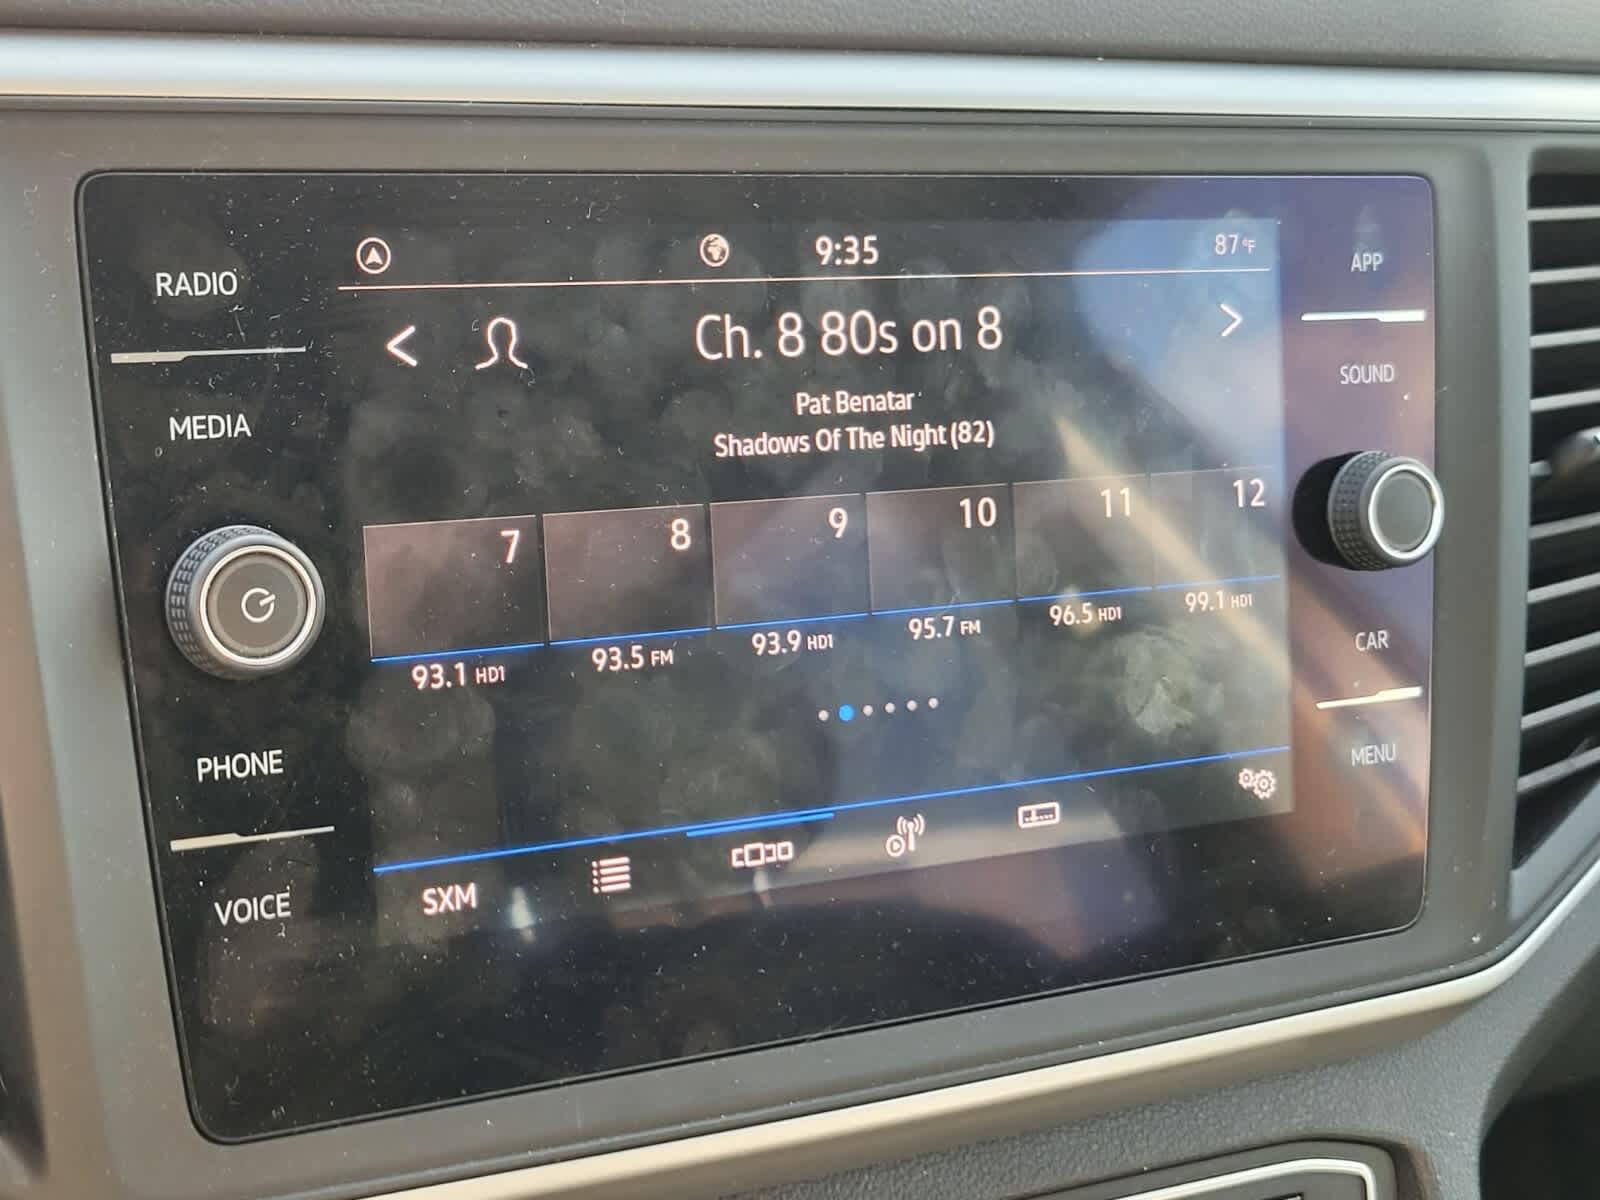 RADIO
MEDIA
PHONE
VOICE
9:35
87°F
Ch. 8 80s on 8
Pat Benatar
Shadows Of The Night (82)
7
8
9
10
11
12
93.1 HD1
93.5 FM
93.9 HD1
95.7 FM
96.5 HD1
99.1 HD1
SXM
APP
SOUND
CAR
MENU